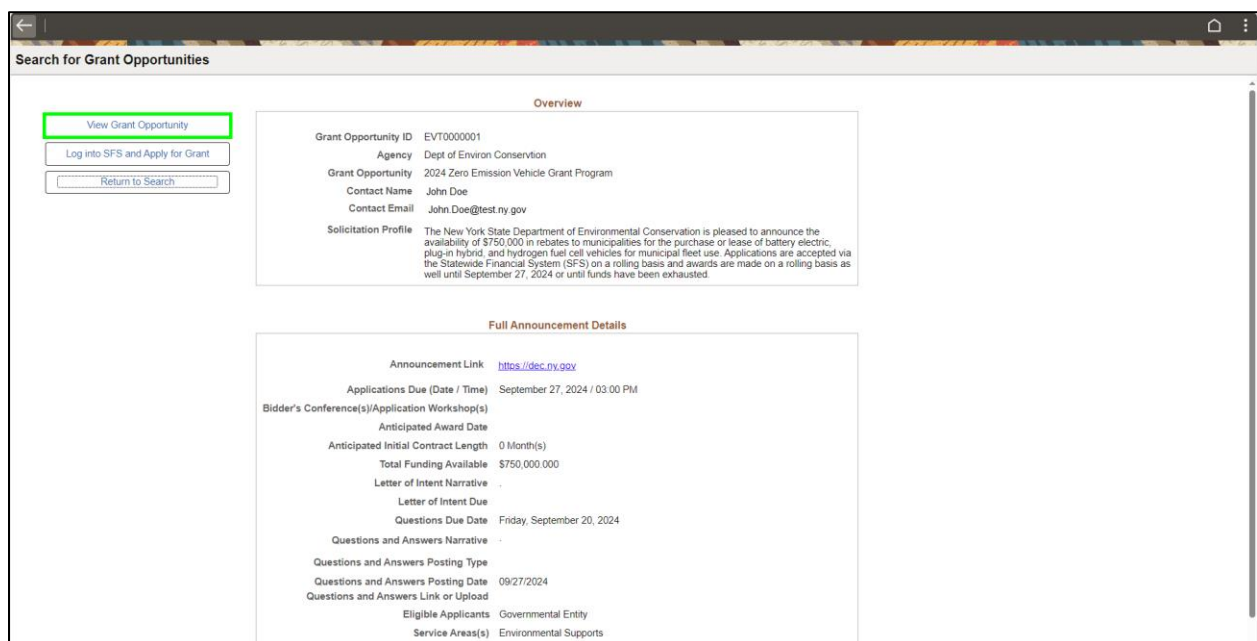 Search for Grant Opportunities
View Grant Opportunity
Log into SFS and Apply for Grant
Return to Search
Overview
Grant Opportunity ID EVT0000001
Agency Dept of Environ Conservtion
Grant Opportunity 2024 Zero Emission Vehicle Grant Program
Contact Name John Doe
Contact Email John.Doe@test.ny.gov
Solicitation Profile The New York State Department of Environmental Conservation is pleased to announce the
availability of $750,000 in rebates to municipalities for the purchase or lease of battery electric,
plug-in hybrid, and hydrogen fuel cell vehicles for municipal fleet use. Applications are accepted via
the Statewide Financial System (SFS) on a rolling basis and awards are made on a rolling basis as
well until September 27, 2024 or until funds have been exhausted.
Full Announcement Details
Announcement Link https://dec.ny.gov
Applications Due (Date / Time) September 27, 2024 / 03:00 PM
Bidder's Conference(s)/Application Workshop(s)
Anticipated Award Date
Anticipated Initial Contract Length 0 Month(s)
Total Funding Available $750,000.000
Letter of Intent Narrative .
Letter of Intent Due
Questions Due Date Friday, September 20, 2024
Questions and Answers Narrative .
Questions and Answers Posting Type
Questions and Answers Posting Date 09/27/2024
Questions and Answers Link or Upload
Eligible Applicants Governmental Entity
Service Areas(s) Environmental Supports